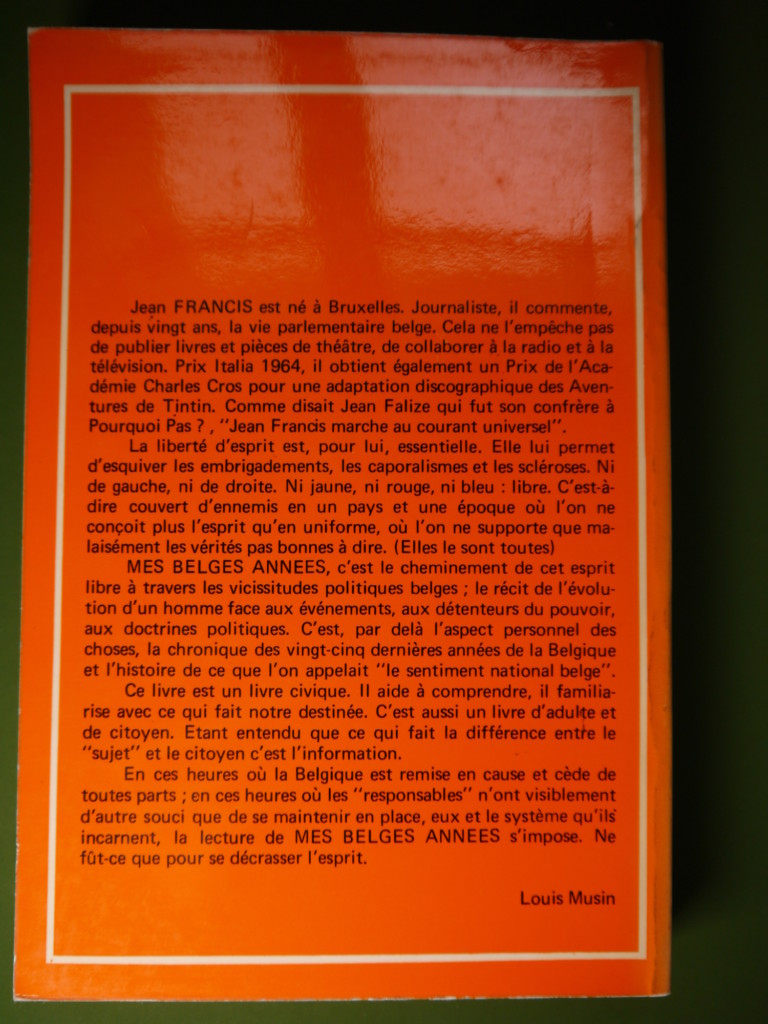 Jean FRANCIS est né à Bruxelles. Journaliste, il commente,
depuis vingt ans, la vie parlementaire belge. Cela ne l'empêche pas
de publier livres et pièces de théâtre, de collaborer à la radio et à la
télévision. Prix Italia 1964, il obtient également un Prix de l'Aca-
démie Charles Cros pour une adaptation discographique des Aven-
tures de Tintin. Comme disait Jean Falize qui fut son confrère à
Pourquoi Pas ? , "Jean Francis marche au courant universel".
La liberté d'esprit est, pour lui, essentielle. Elle lui permet
d'esquiver les embrigadements, les caporalismes et les scléroses. Ni
de gauche, ni de droite. Ni jaune, ni rouge, ni bleu : libre. C'est-à-
dire couvert d'ennemis en un pays et une époque où l'on ne
conçoit plus l'esprit qu'en uniforme, où l'on ne supporte que ma-
laisément les vérités pas bonnes à dire. (Elles le sont toutes)
MES BELGES ANNEES, c'est le cheminement de cet esprit
libre à travers les vicissitudes politiques belges ; le récit de l'évolu-
tion d'un homme face aux événements, aux détenteurs du pouvoir,
aux doctrines politiques. C'est, par delà l'aspect personnel des
choses, la chronique des vingt-cinq dernières années de la Belgique
et l'histoire de ce que l'on appelait "le sentiment national belge".
Ce livre est un livre civique. Il aide à comprendre, il familia-
rise avec ce qui fait notre destinée. C'est aussi un livre d'adulte et
de citoyen. Etant entendu que ce qui fait la différence entre le
"sujet" et le citoyen c'est l'information.
En ces heures où la Belgique est remise en cause et cède de
toutes parts ; en ces heures où les "responsables" n'ont visiblement
d'autre souci que de se maintenir en place, eux et le système qu'ils
incarnent, la lecture de MES BELGES ANNEES s'impose. Ne
fût-ce que pour se décrasser l'esprit.
Louis Musin